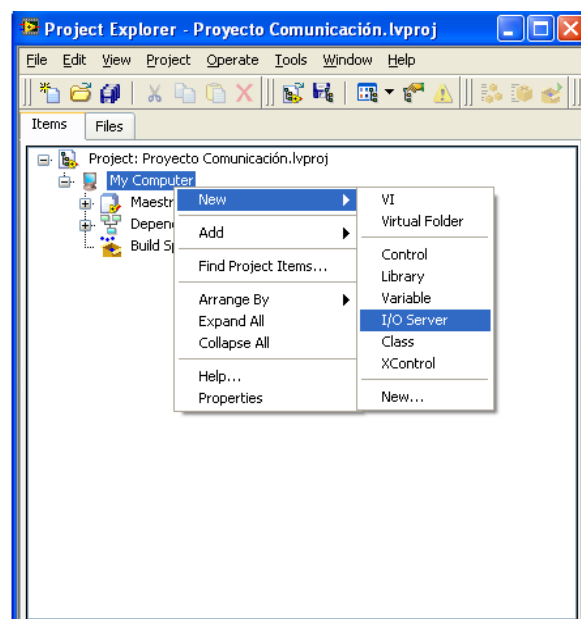 Project Explorer - Proyecto Comunicación.lvproj
File Edit View Project Operate Tools Window Help
Items Files
Project: Proyecto Comunicación.lvproj
My Computer
Maestr
Depen
Build Sp
New
Add
Find Project Items...
Arrange By
Expand All
Collapse All
Help...
Properties
VI
Virtual Folder
Control
Library
Variable
I/O Server
Class
XControl
New...